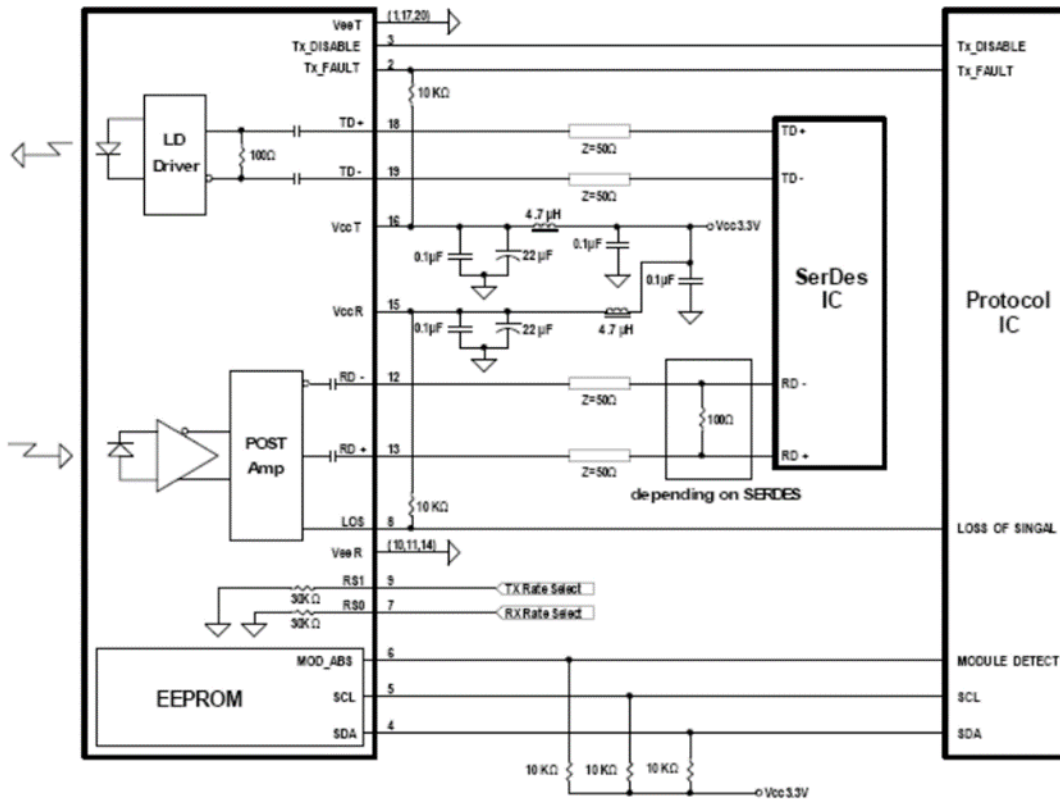 VeeT
(1,17,20)
Tx_DISABLE
3
Tx_DISABLE
Tx_FAULT
2
Tx_FAULT
10 KΩ
LD
Driver
100Ω
TD+
18
Z=50Ω
TD+
TD-
19
Z=50Ω
TD-
VccT
16
4.7 µH
Vcc3.3V
0.1µF
22 µF
0.1µF
0.1µF
SerDes
IC
Protocol
IC
VccR
15
0.1µF
22 µF
4.7 µH
RD -
12
Z=50Ω
RD -
100Ω
POST
Amp
RD+
13
Z=50Ω
RD+
depending on SERDES
10 KΩ
LOS
8
LOSS OF SINGAL
VeeR
(10,11,14)
RS1
9
TX Rate Select
30KΩ
RS0
7
RX Rate Select
30KΩ
MOD_ABS
6
MODULE DETECT
EEPROM
SCL
5
SCL
SDA
4
SDA
10 KΩ
10 KΩ
10 KΩ
Vcc3.3V